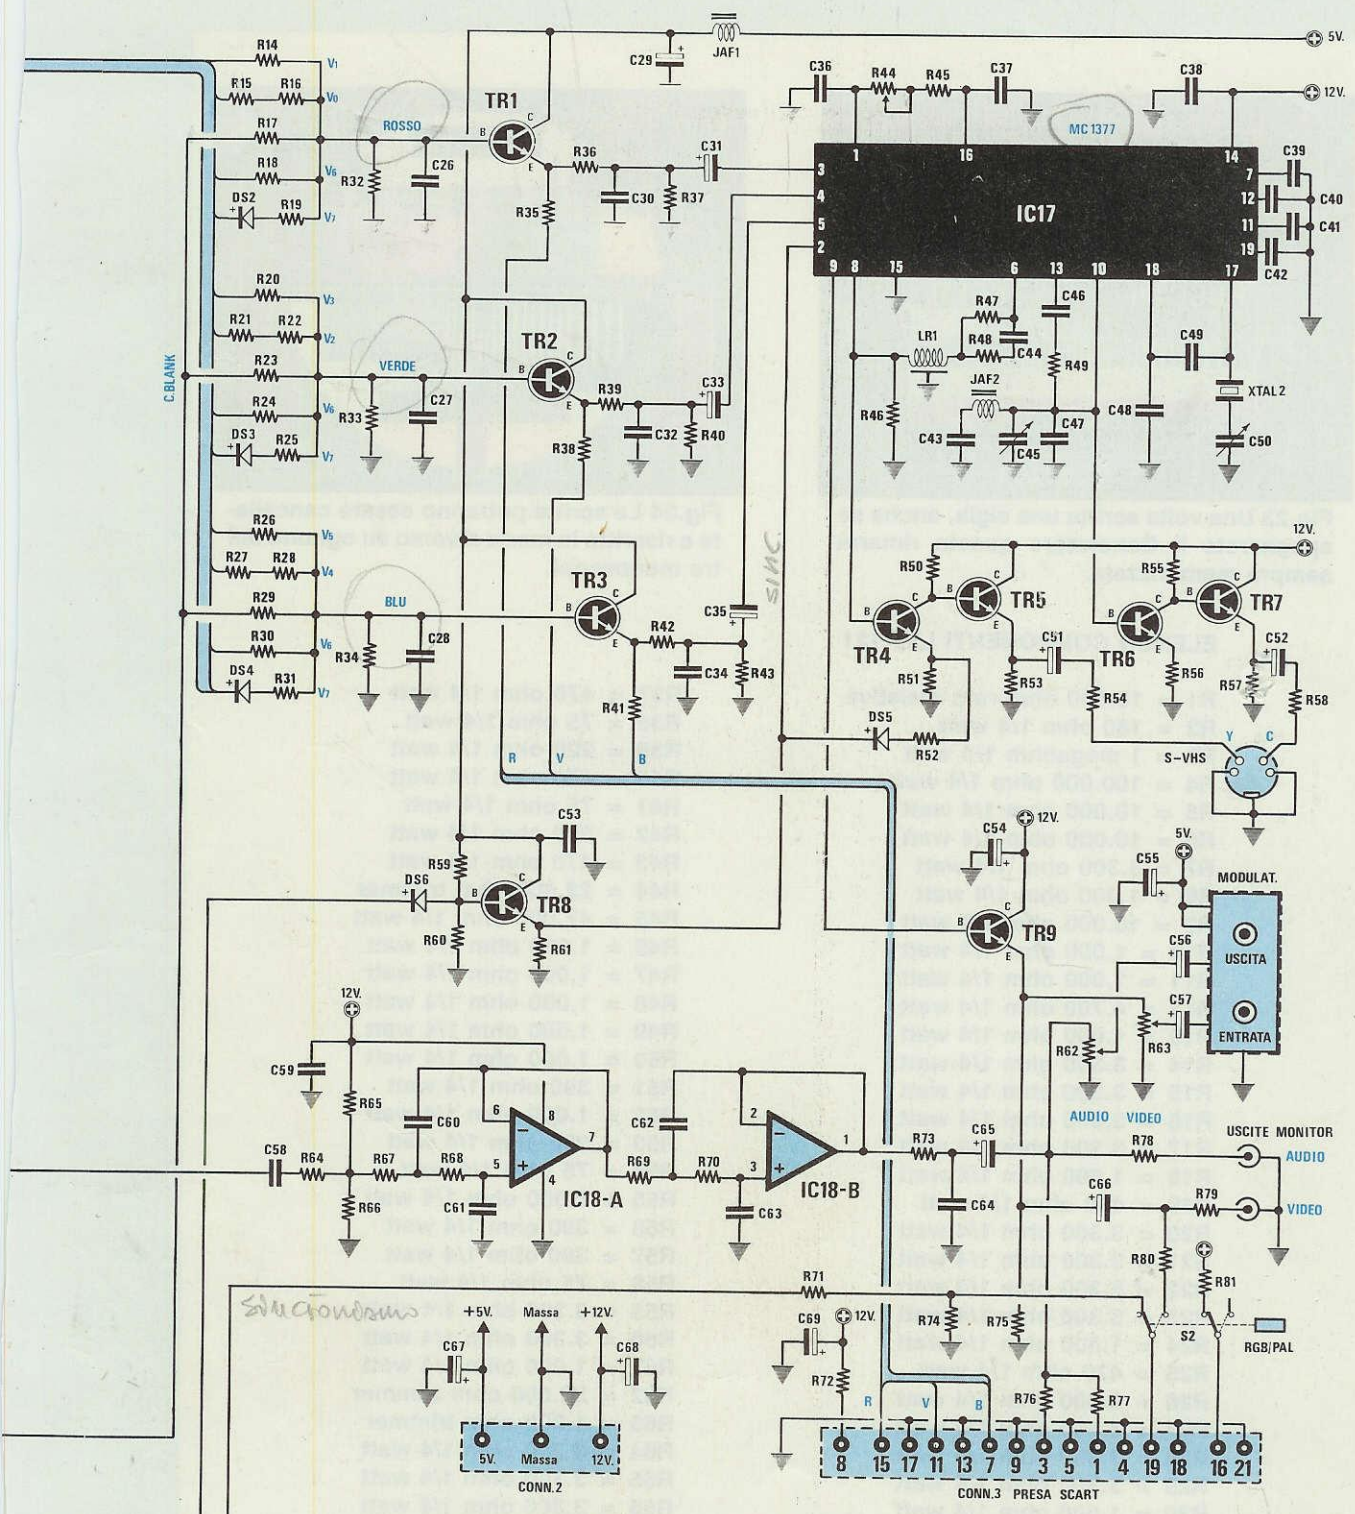 JAF1
C29
5V.
R14
V1
R15 R16
V0
R17
ROSSO
TR1
B
C
E
R18
V6
R32
C26
DS2
R19
V7
R36
C31
C30
R37
R35
C36
R44
R45
C37
C38
12V.
MC1377
1
16
14
3
4
5
2
IC17
7
12
11
19
C39
C40
C41
C42
9
8
15
6
13
10
18
17
R20
V3
R21 R22
V2
C.BLANK
R23
VERDE
TR2
B
C
E
R24
V6
R33
C27
DS3
R25
V7
R39
C33
C32
R40
R38
R47
C46
LR1
R48
C44
R49
JAF2
R46
C43
C45
C47
C48
C49
XTAL2
C50
R26
V5
R27 R28
V4
R29
BLU
TR3
B
C
E
R30
V6
R34
C28
DS4
R31
V7
R42
C35
C34
R43
R41
SINC.
12V.
R50
B
C
TR5
E
R55
B
C
TR7
E
B
C
TR4
E
B
C
TR6
E
C51
C52
R51
R53
R54
R56
R57
R58
DS5
R52
R
V
B
Y
C
S-VHS
C53
R59
DS6
B
C
TR8
E
R60
R61
C54
12V.
B
C
TR9
E
5V.
C55
MODULAT.
C56
USCITA
C57
ENTRATA
R62
R63
AUDIO
VIDEO
12V.
C59
R65
C60
6
8
7
5
4
IC18-A
C58
R64
R67
R68
R66
C61
C62
2
1
3
IC18-B
R69
R70
C63
R73
C65
C64
R78
USCITE MONITOR
AUDIO
C66
R79
VIDEO
R80
R81
R71
S2
RGB/PAL
R74
R75
C69
12V.
R72
R76
R77
+5V.
Massa
+12V.
C67
C68
5V.
Massa
12V.
CONN.2
R
V
B
8 15 17 11 13 7 9 3 5 1 4 19 18 16 21
CONN.3 PRESA SCART